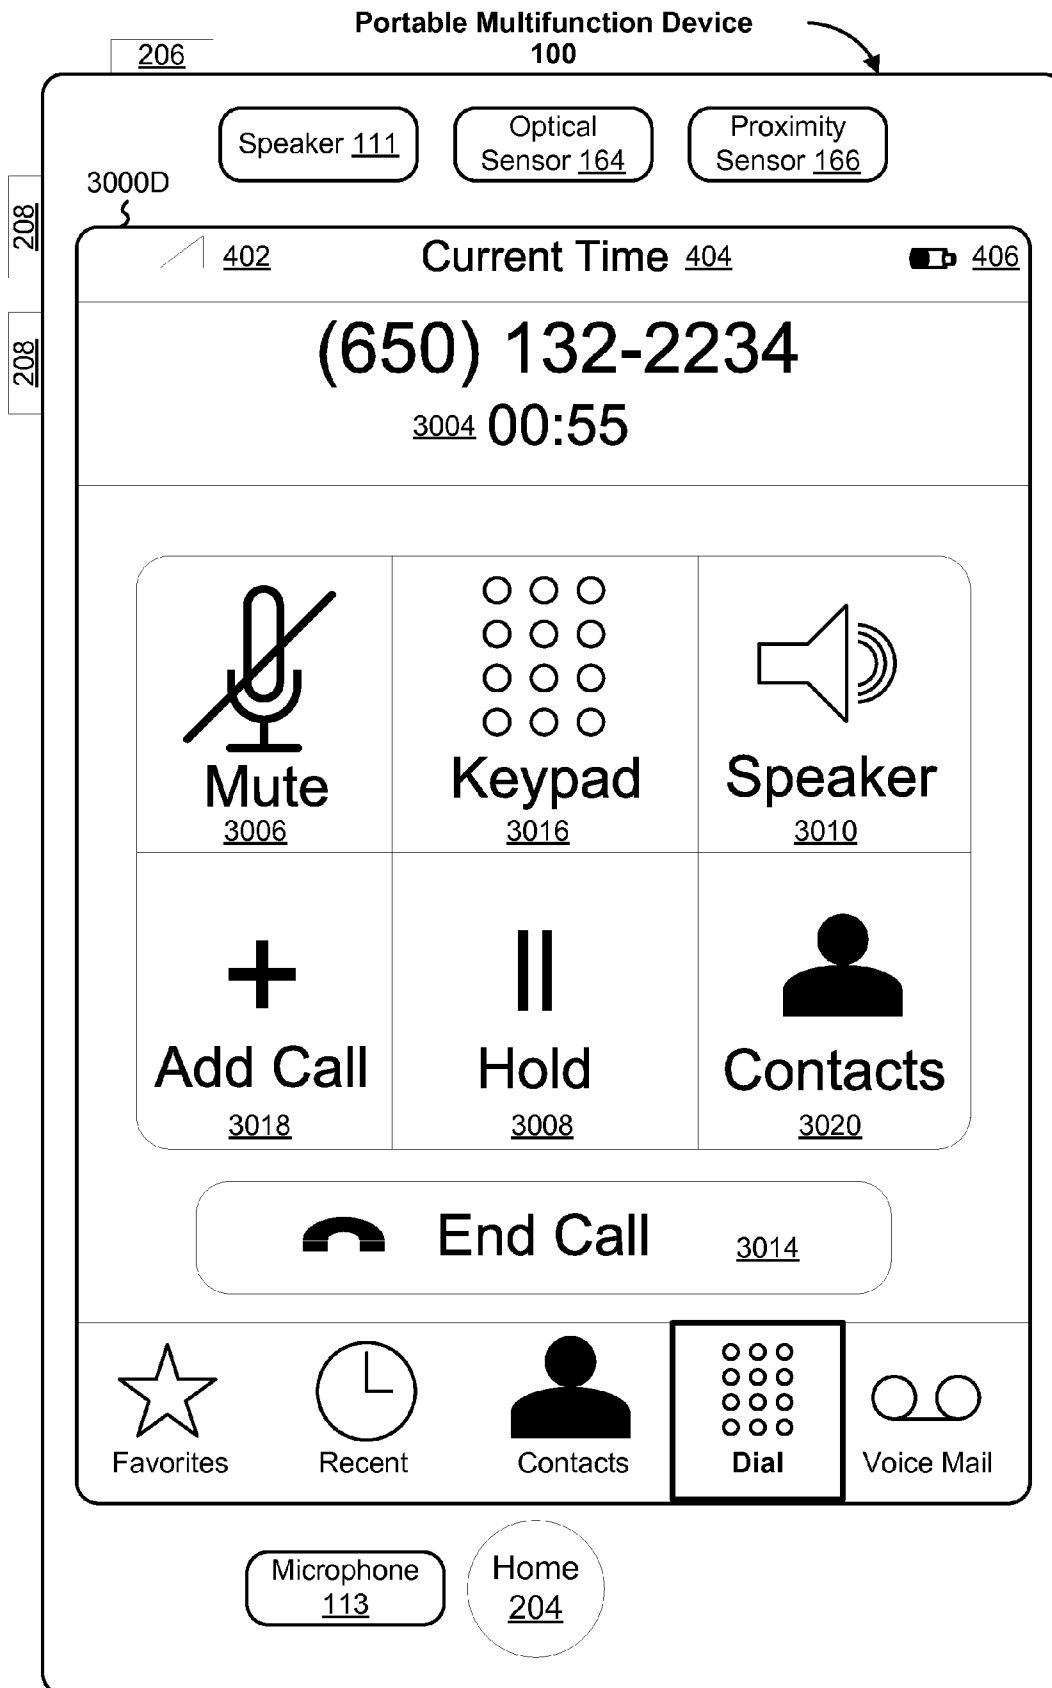 Portable Multifunction Device
100
206
Speaker 111
Optical
Sensor 164
Proximity
Sensor 166
3000D
208
208
402
Current Time 404
406
(650) 132-2234
3004 00:55
Mute
3006
Keypad
3016
Speaker
3010
Add Call
3018
Hold
3008
Contacts
3020
End Call 3014
Favorites
Recent
Contacts
Dial
Voice Mail
Microphone
113
Home
204